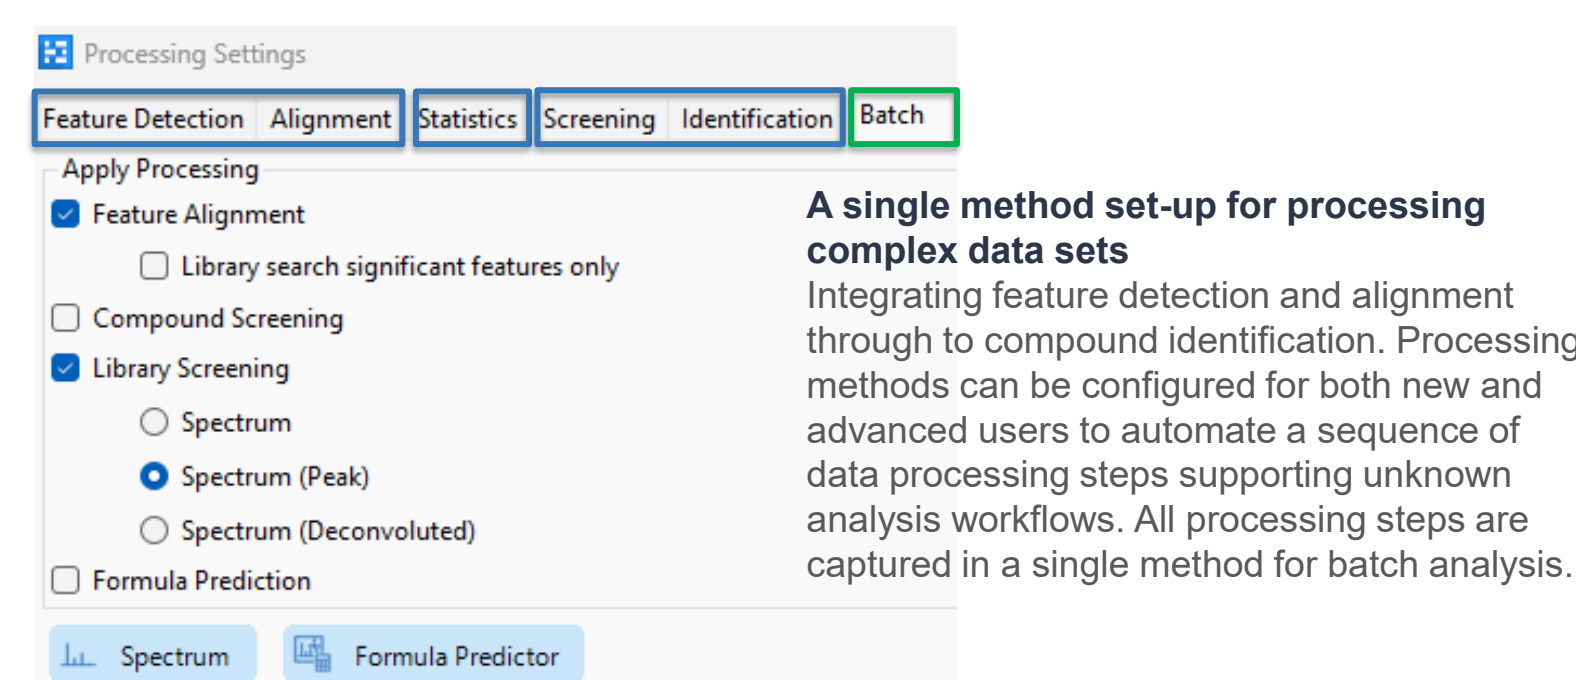 Processing Settings
Feature Detection Alignment Statistics Screening Identification Batch
Apply Processing
Feature Alignment
Library search significant features only
Compound Screening
Library Screening
Spectrum
Spectrum (Peak)
Spectrum (Deconvoluted)
Formula Prediction
Spectrum Formula Predictor
A single method set-up for processing
complex data sets
Integrating feature detection and alignment
through to compound identification. Processing
methods can be configured for both new and
advanced users to automate a sequence of
data processing steps supporting unknown
analysis workflows. All processing steps are
captured in a single method for batch analysis.